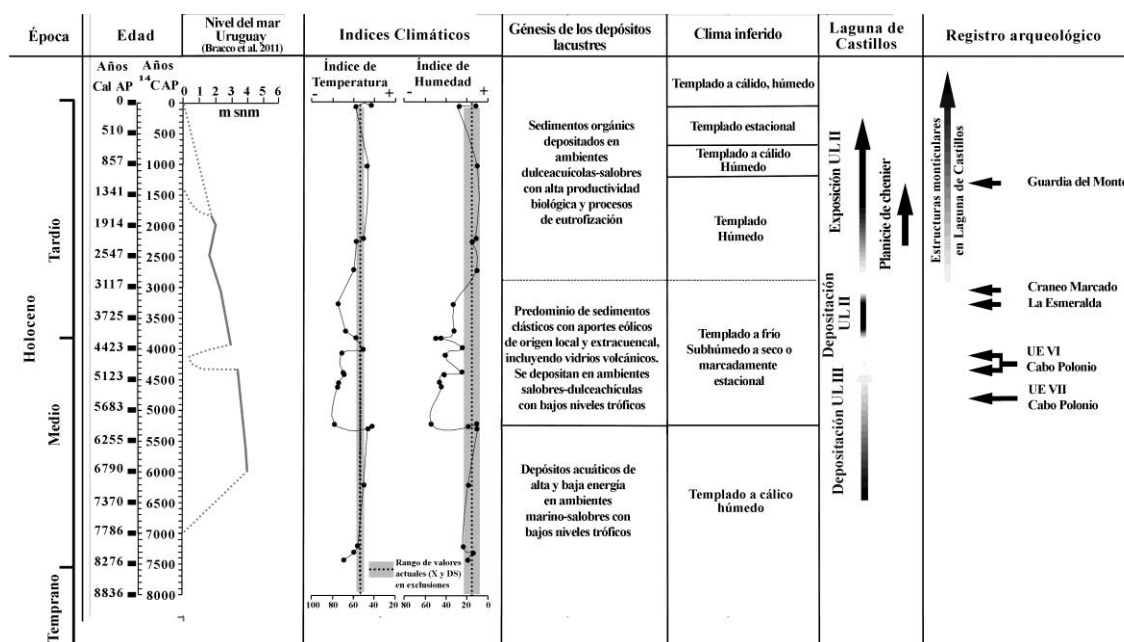 Época
Edad
Nivel del mar
Uruguay
(Bracco et al. 2011)
Indices Climáticos
Génesis de los depósitos
lacustres
Clima inferido
Laguna de
Castillos
Registro arqueológico
Años
Cal AP
Años
14C AP
0 1 2 3 4 5 6
m snm
Índice de
Temperatura
- +
Índice de
Humedad
- +
0
510
857
1341
1914
2547
3117
3725
4423
5123
5683
6255
6790
7370
7786
8276
8836
0
500
1000
1500
2000
2500
3000
3500
4000
4500
5000
5500
6000
6500
7000
7500
8000
Holoceno
Tardío
Medio
Temprano
Rango de valores
actuales (X y DS)
en exclusiones
100 80 60 40 20
80 60 40 20 0
Sedimentos orgánics
depositados en
ambientes
dulceacuícolas-salobres
con alta productividad
biológica y procesos
de eutrofización
Predominio de sedimentos
clásticos con aportes eólicos
de origen local y extracuencal,
incluyendo vidrios volcánicos.
Se depositan en ambientes
salobres-dulceachículas
con bajos niveles tróficos
Depósitos acuáticos de
alta y baja energía
en ambientes
marino-salobres con
bajos niveles tróficos
Templado a cálido, húmedo
Templado estacional
Templado a cálido
Húmedo
Templado
Húmedo
Templado a frío
Subhúmedo a seco o
marcadamente
estacional
Templado a cálico
húmedo
Exposición UL II
Planicie de chenier
Depositación
UL II
Depositación UL III
Estructuras monticulares
en Laguna de Castillos
Guardia del Monte
Craneo Marcado
La Esmeralda
UE VI
Cabo Polonio
UE VII
Cabo Polonio